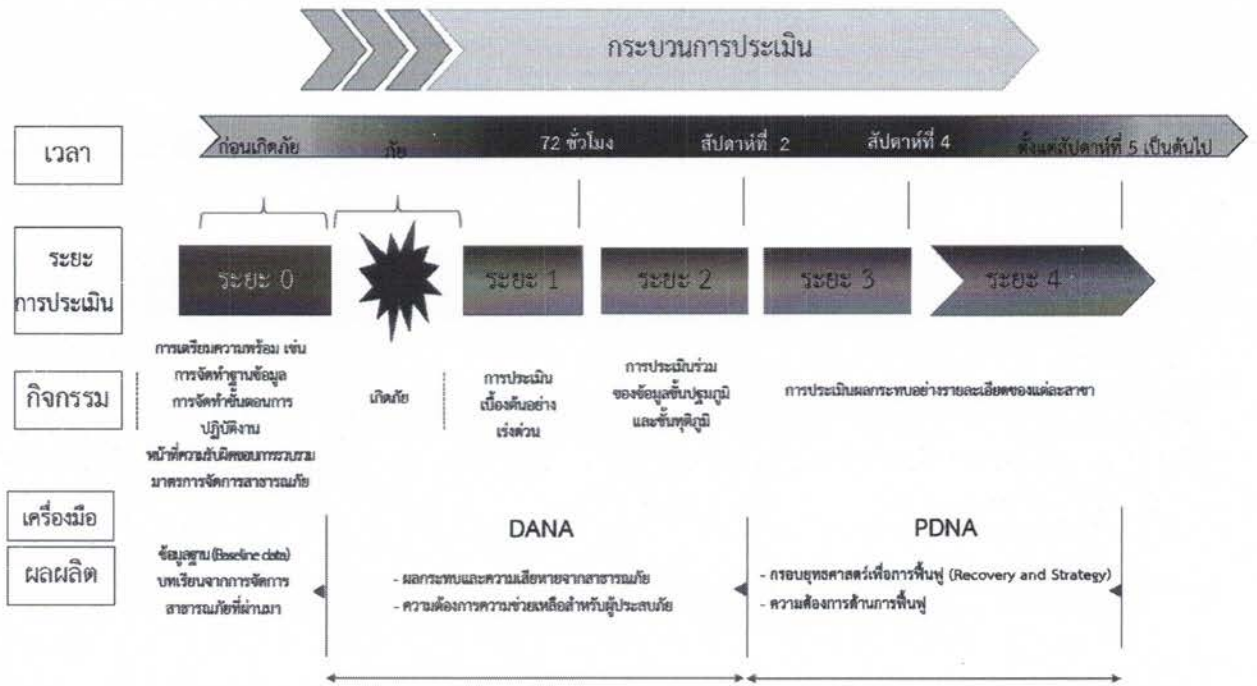 กระบวนการประเมิน
เวลา
ก่อนเกิดภัย
ภัย
72 ชั่วโมง
สัปดาห์ที่ 2
สัปดาห์ที่ 4
ตั้งแต่สัปดาห์ที่ 5 เป็นต้นไป
ระยะ
การประเมิน
ระยะ 0
ระยะ 1
ระยะ 2
ระยะ 3
ระยะ 4
กิจกรรม
การเตรียมความพร้อม เช่น
การจัดทำฐานข้อมูล
การจัดทำขั้นตอนการ
ปฏิบัติงาน
หน้าที่ความรับผิดชอบการรวบรวม
มาตรการจัดการสาธารณภัย
เกิดภัย
การประเมิน
เบื้องต้นอย่าง
เร่งด่วน
การประเมินร่วม
ของข้อมูลขั้นปฐมภูมิ
และขั้นทุติภูมิ
การประเมินผลกระทบอย่างรายละเอียดของแต่ละสาขา
เครื่องมือ
DANA
PDNA
ผลผลิต
ข้อมูลฐาน (Baseline data)
บทเรียนจากการจัดการ
สาธารณภัยที่ผ่านมา
- ผลกระทบและความเสียหายจากสาธารณภัย
- ความต้องการความช่วยเหลือสำหรับผู้ประสบภัย
- กรอบยุทธศาสตร์เพื่อการฟื้นฟู (Recovery and Strategy)
- ความต้องการด้านการฟื้นฟู